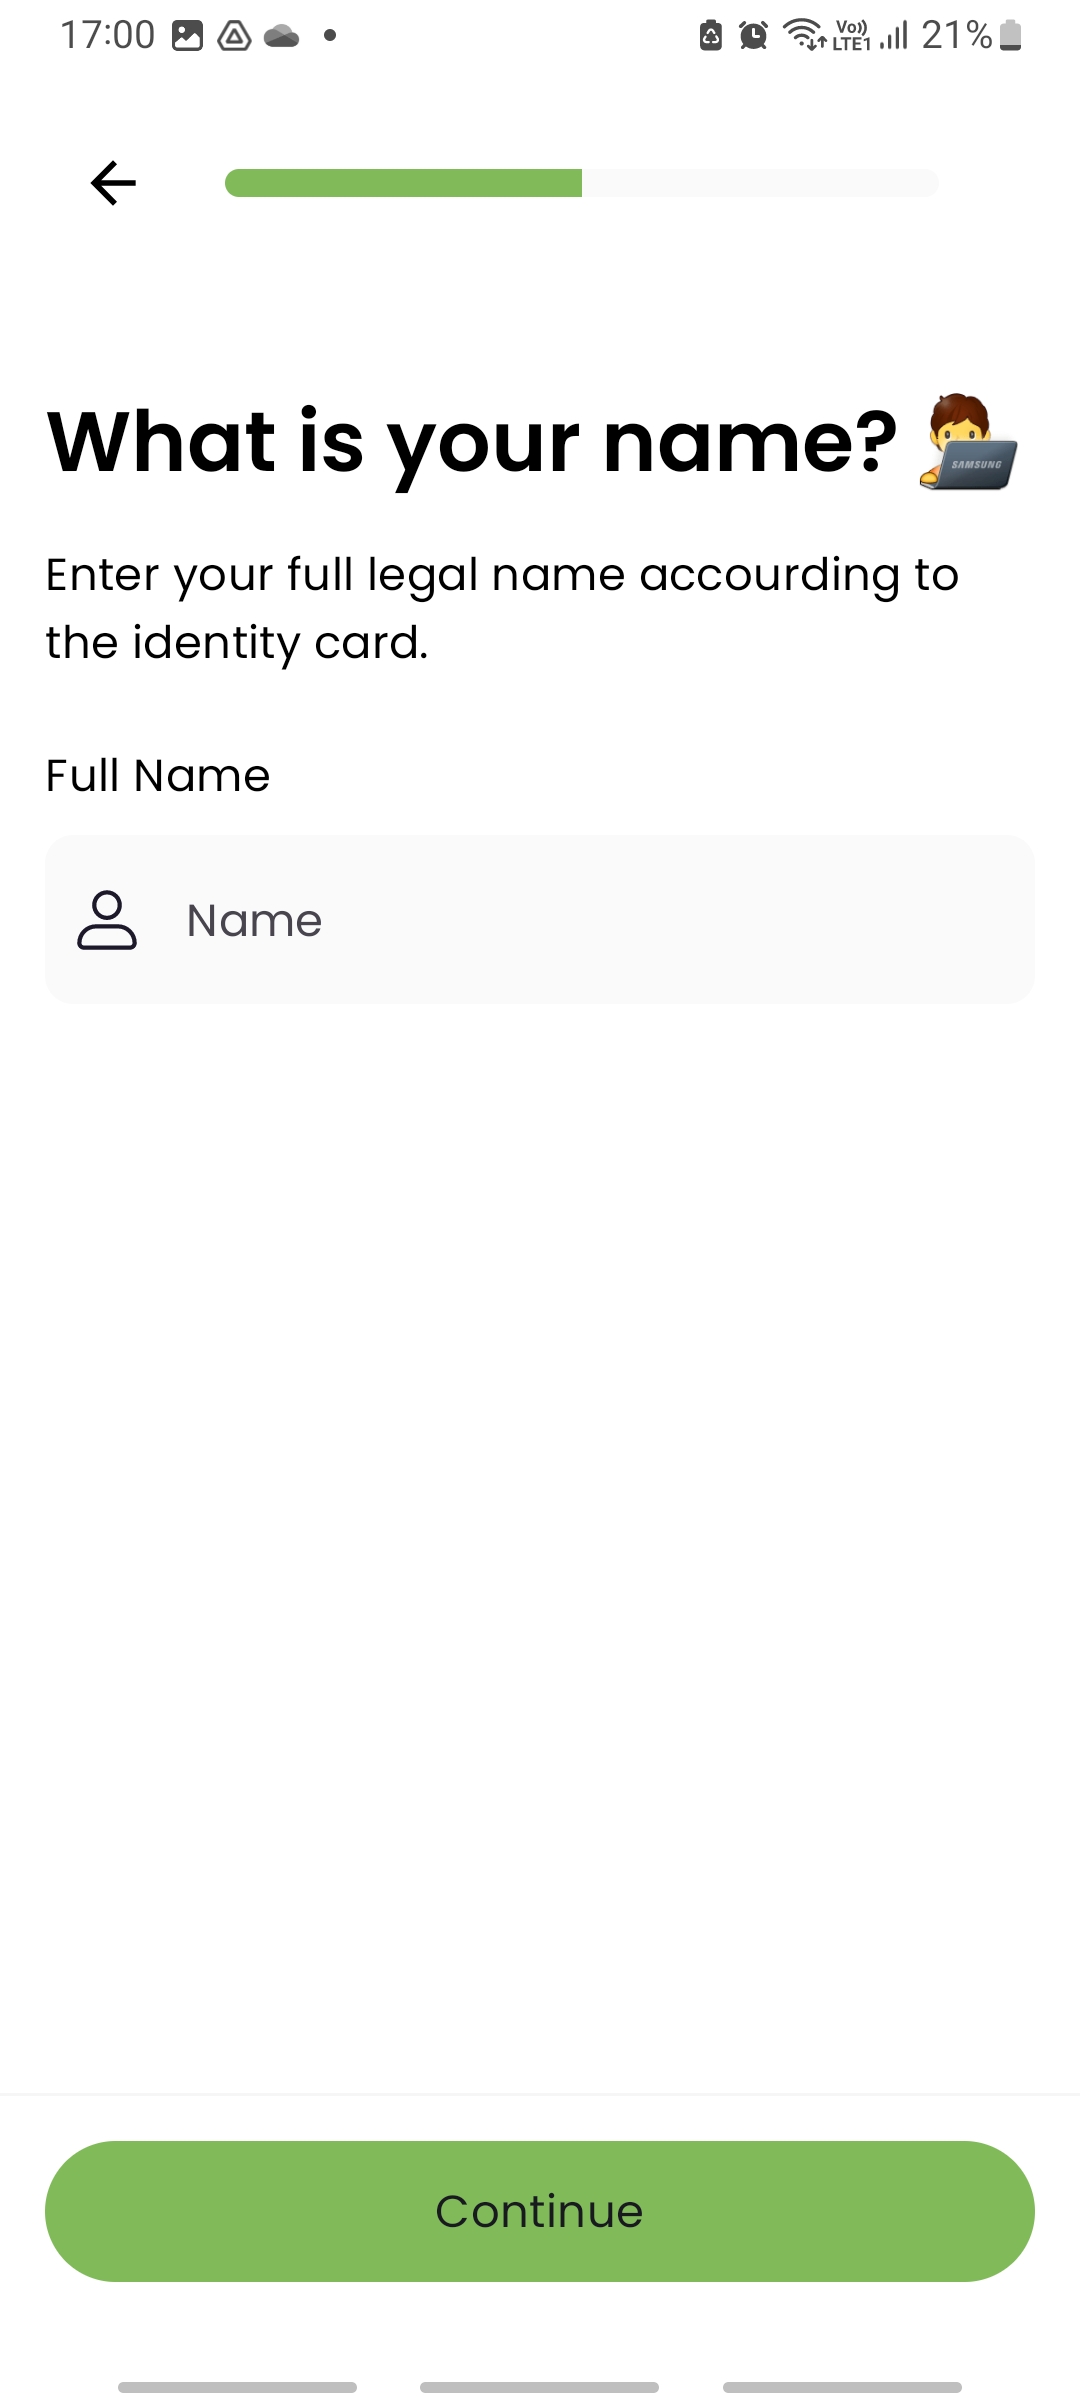 17:00
Vo)) LTE1 21%
What is your name?
SAMSUNG
Enter your full legal name accourding to
the identity card.
Full Name
Name
Continue